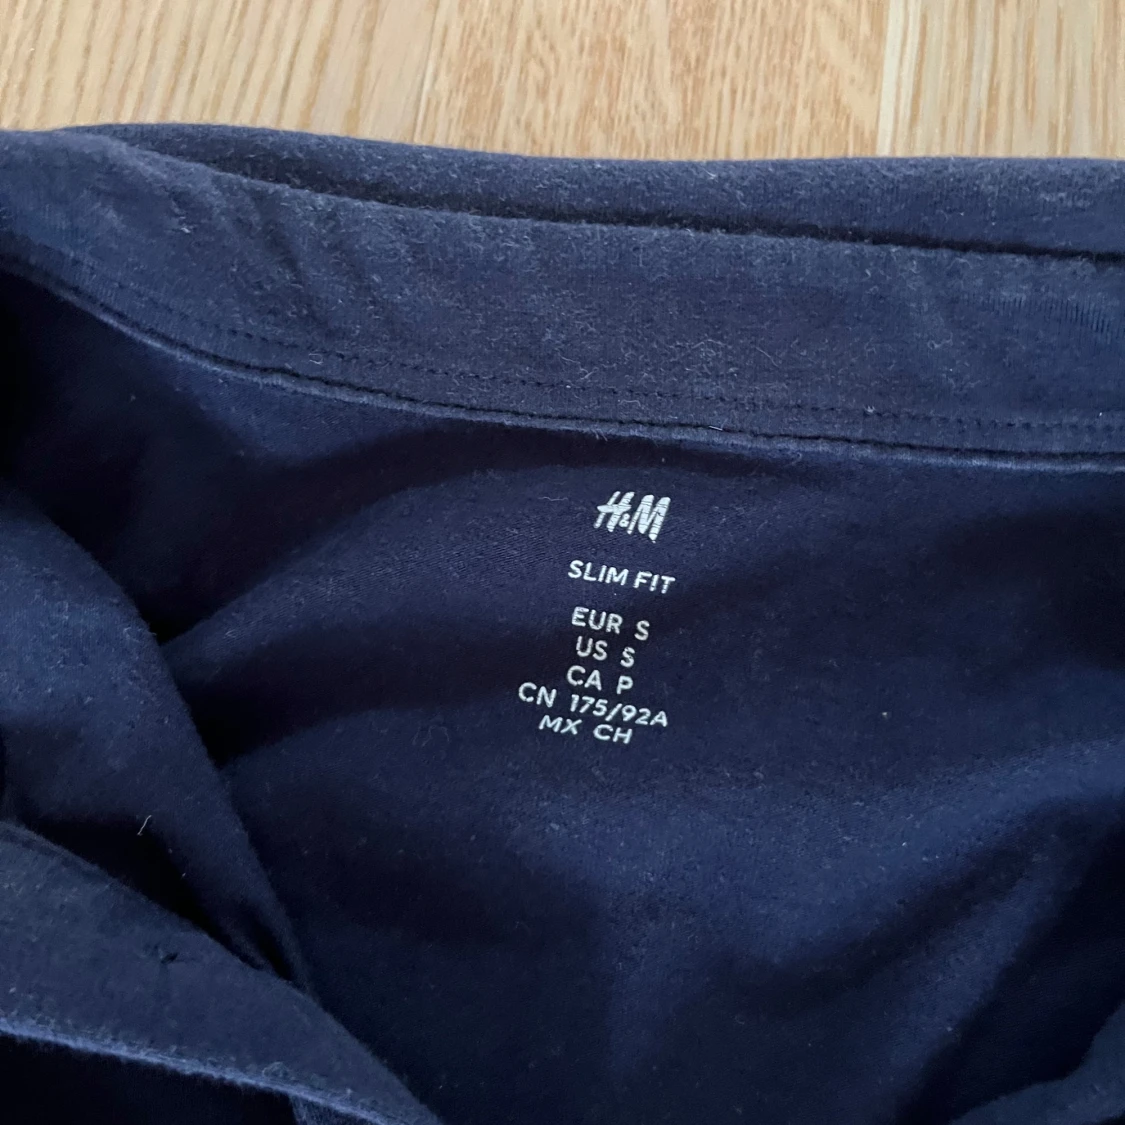 H&M
SLIM FIT
EUR S
US S
CA P
CN 175/92A
MX CH